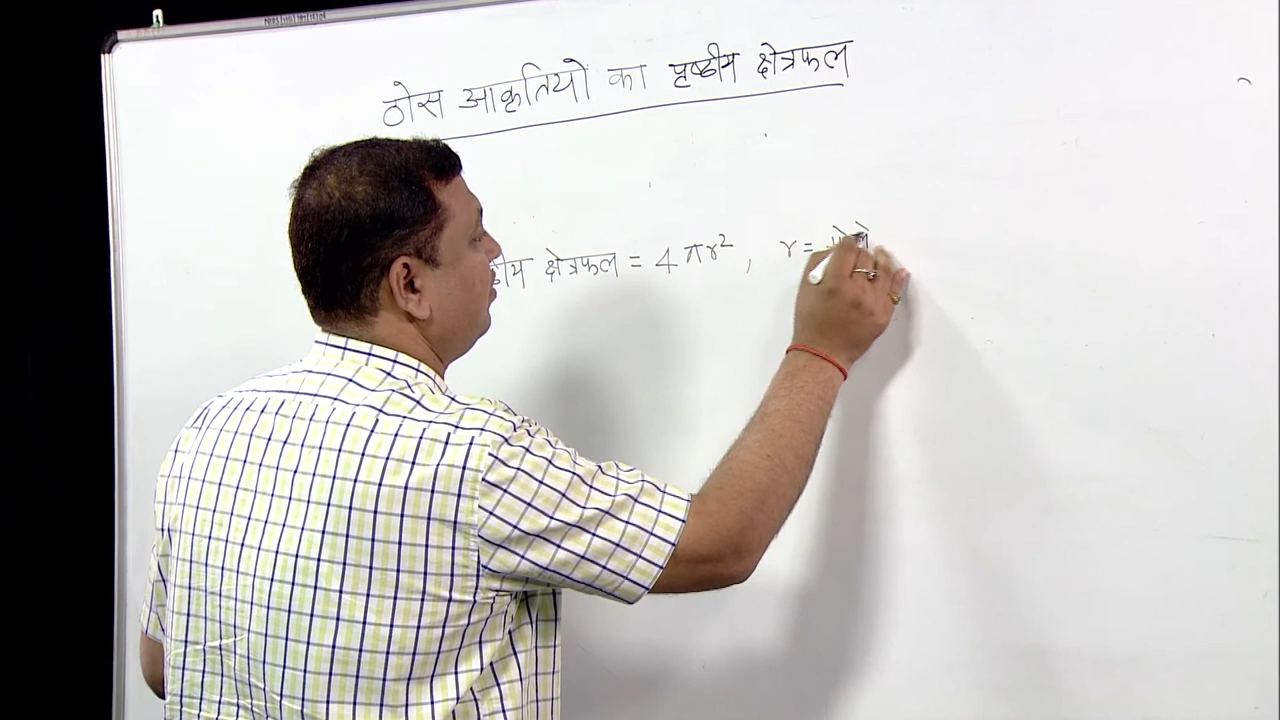 ठोस आकृतियों का पृष्ठीय क्षेत्रफल
क्षेत्रफल = 4πr², r =